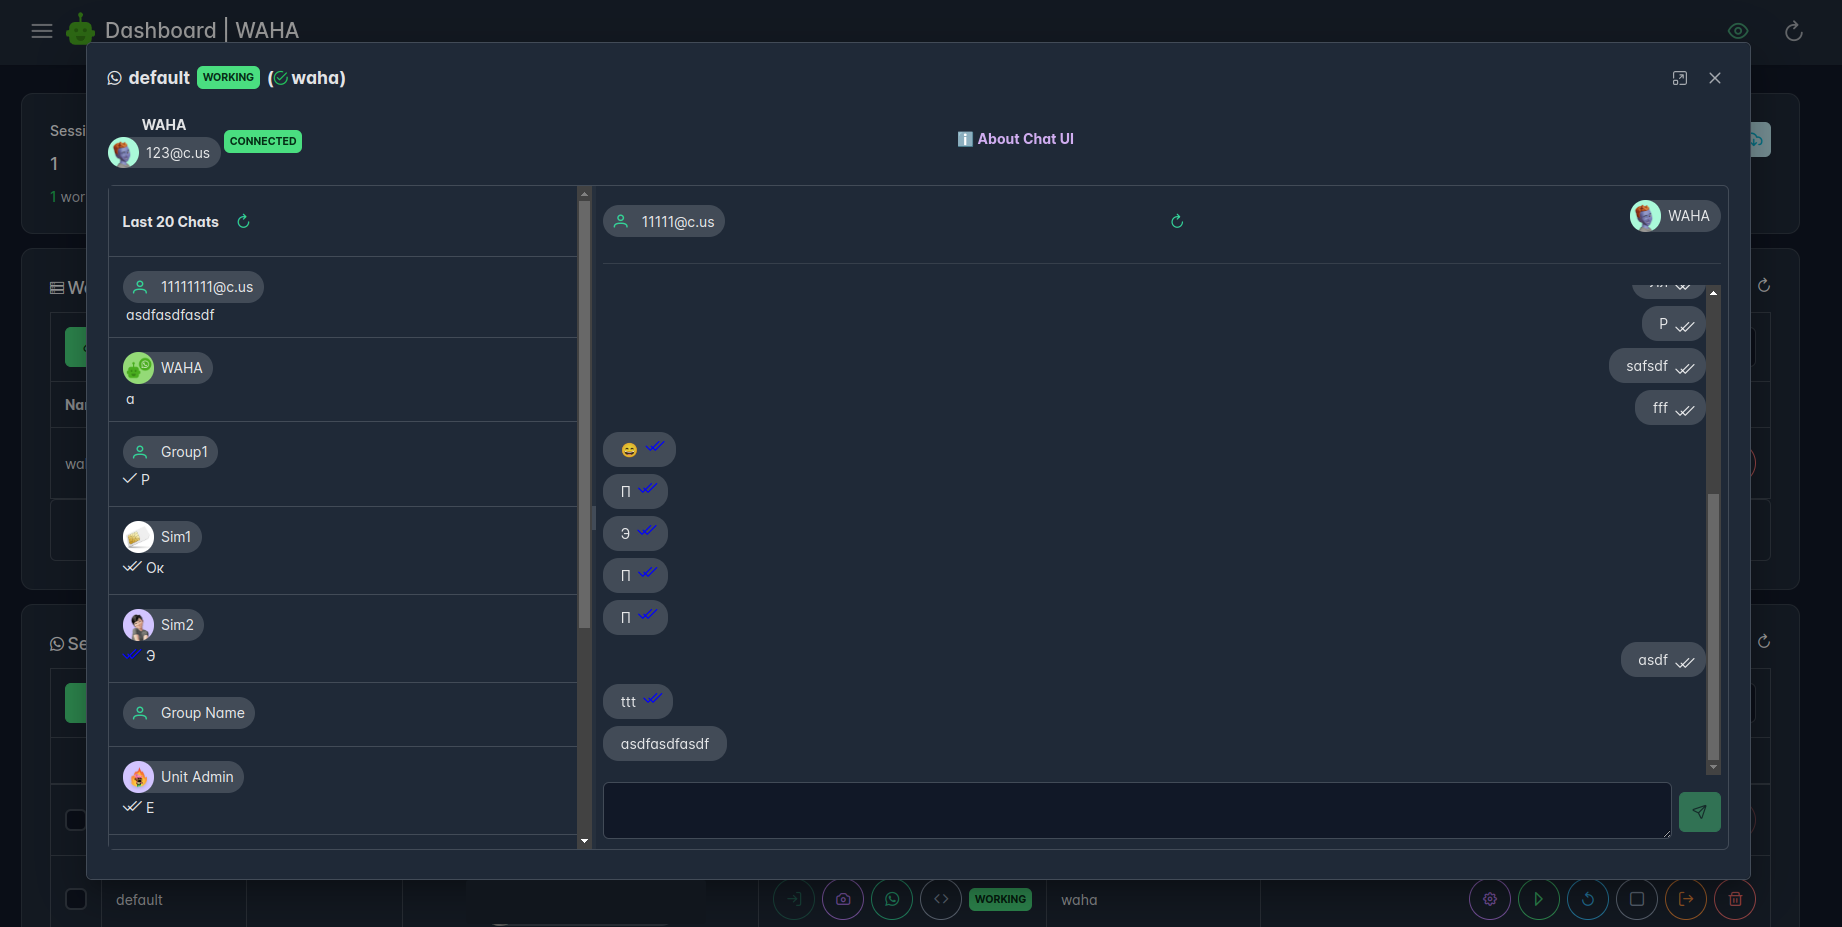 Dashboard | WAHA
default WORKING (waha)
WAHA
123@c.us
CONNECTED
About Chat UI
Last 20 Chats
11111111@c.us
asdfasdfasdf
WAHA
a
Group1
P
Sim1
Ок
Sim2
Э
Group Name
Unit Admin
E
11111@c.us
WAHA
P
safsdf
fff
П
Э
П
П
asdf
ttt
asdfasdfasdf
Sessi
1
1 wor
default
WORKING
waha